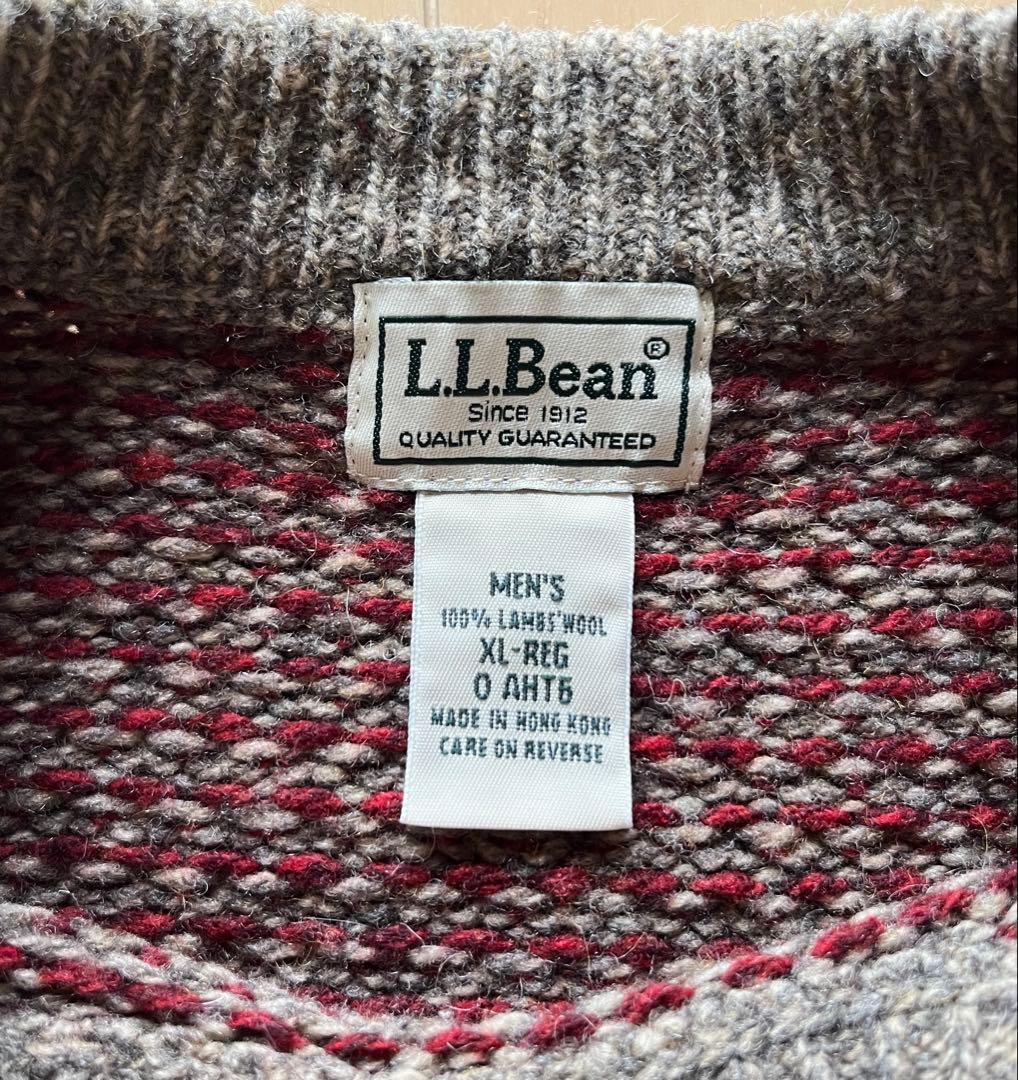 L.L.Bean®
Since 1912
QUALITY GUARANTEED
MEN'S
100% LAMBS'WOOL
XL-REG
0 AHT6
MADE IN HONG KONG
CARE ON REVERSE